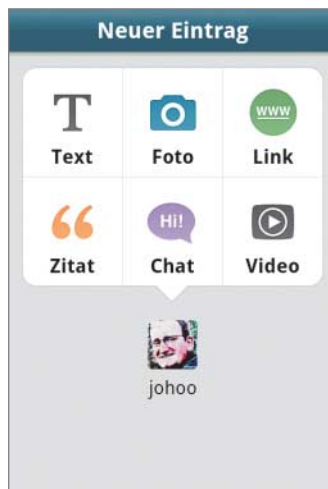 Neuer Eintrag
T
www
Text Foto Link
“ Hi!
Zitat Chat Video
johoo